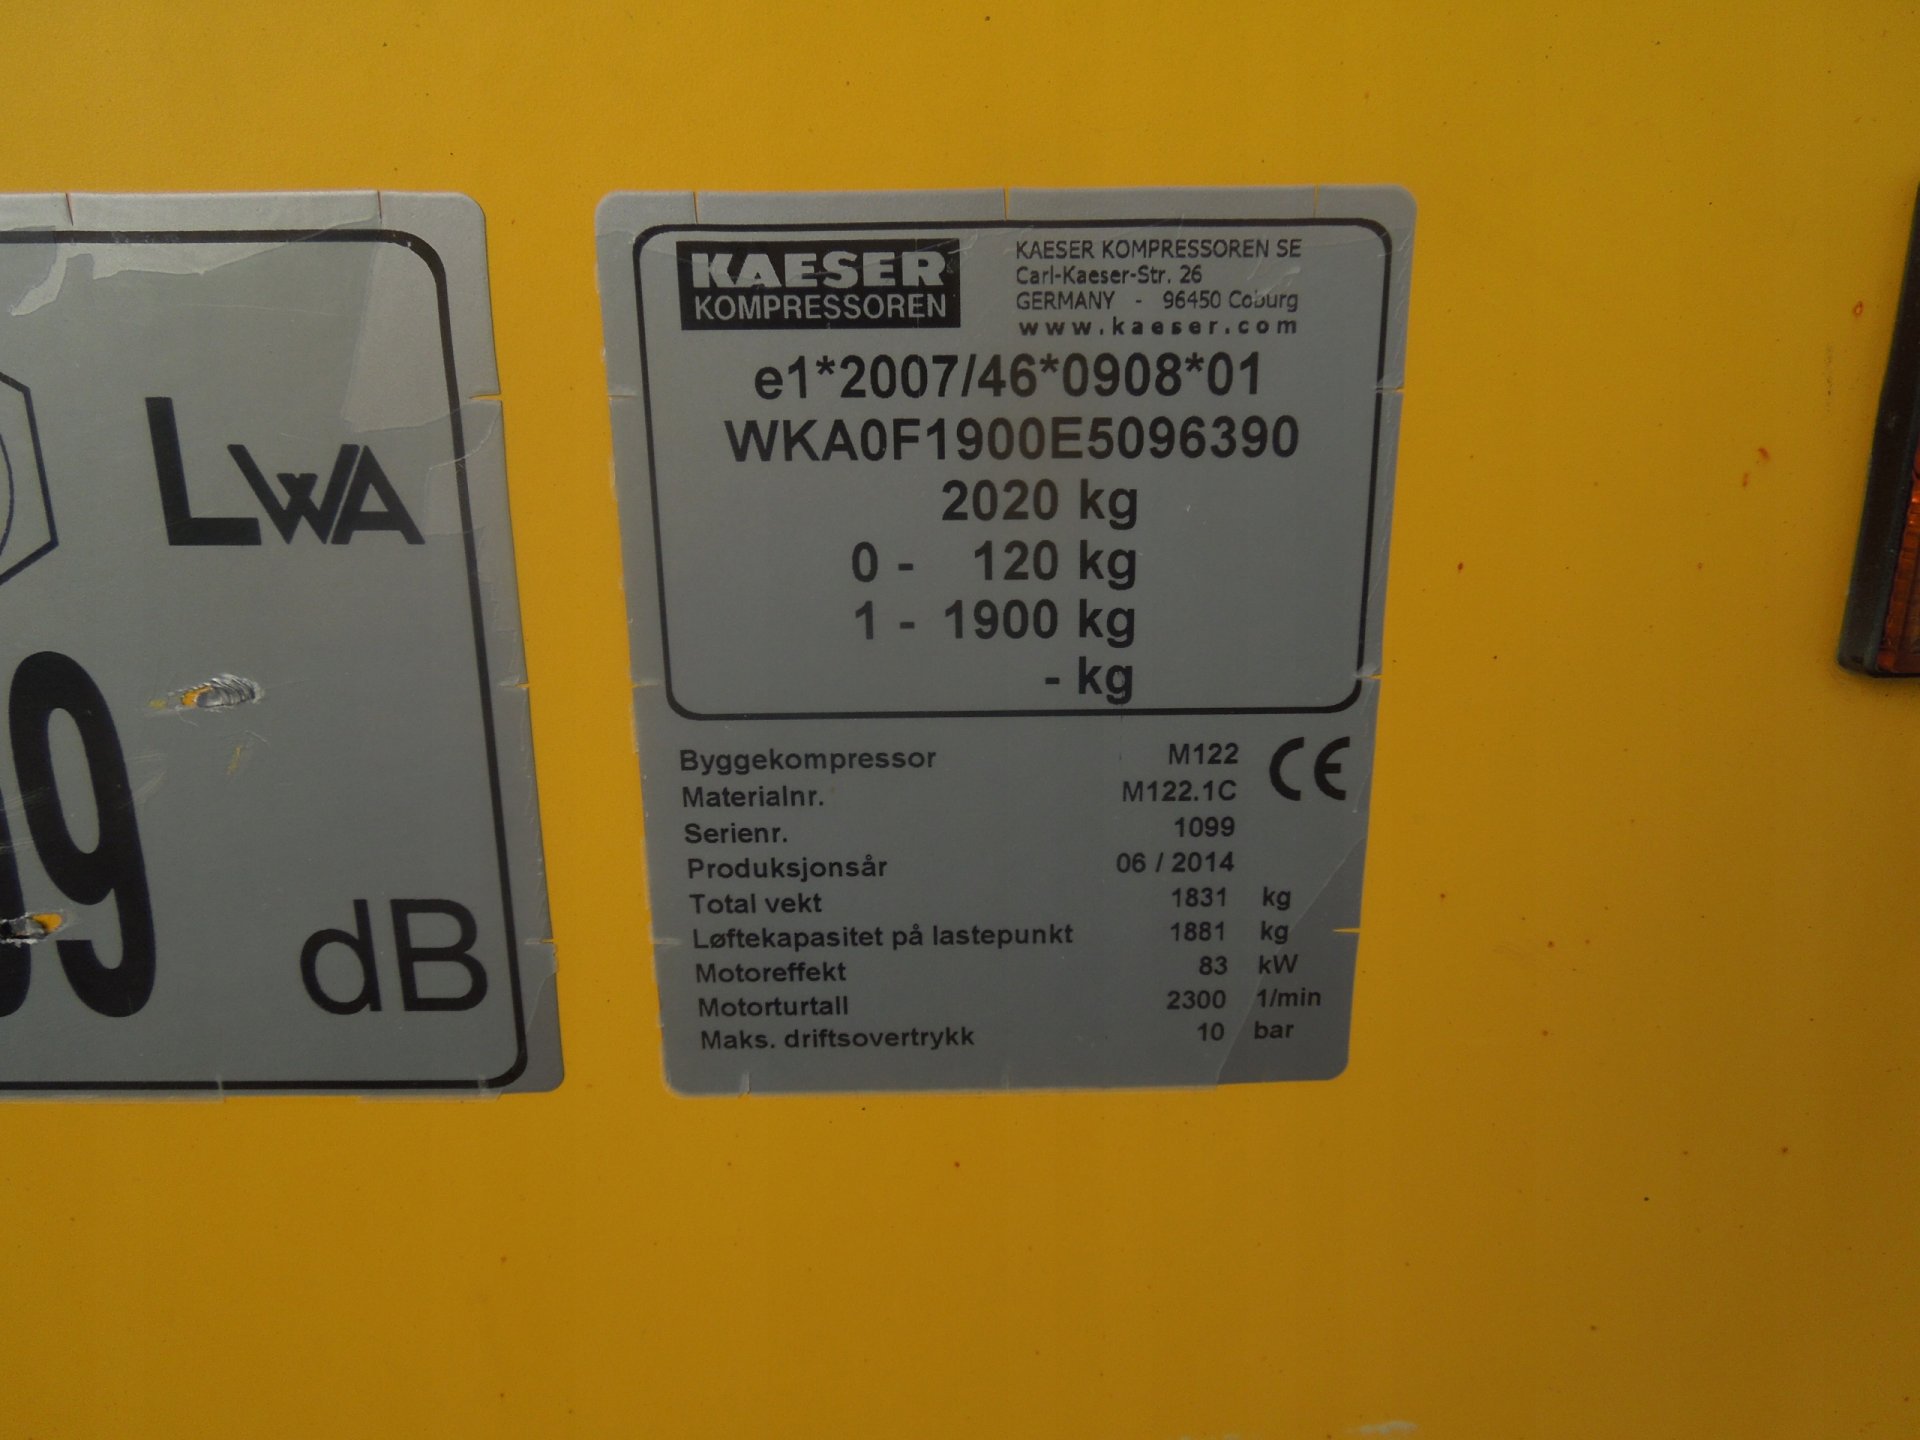 LWA
99
dB
KAESER
KOMPRESSOREN
KAESER KOMPRESSOREN SE
Carl-Kaeser-Str. 26
GERMANY - 96450 Coburg
www.kaeser.com
e1*2007/46*0908*01
WKA0F1900E5096390
2020 kg
0 - 120 kg
1 - 1900 kg
- kg
Byggekompressor M122 CE
Materialnr. M122.1C
Serienr. 1099
Produksjonsår 06 / 2014
Total vekt 1831 kg
Løftekapasitet på lastepunkt 1881 kg
Motoreffekt 83 kW
Motorturtall 2300 1/min
Maks. driftsovertrykk 10 bar